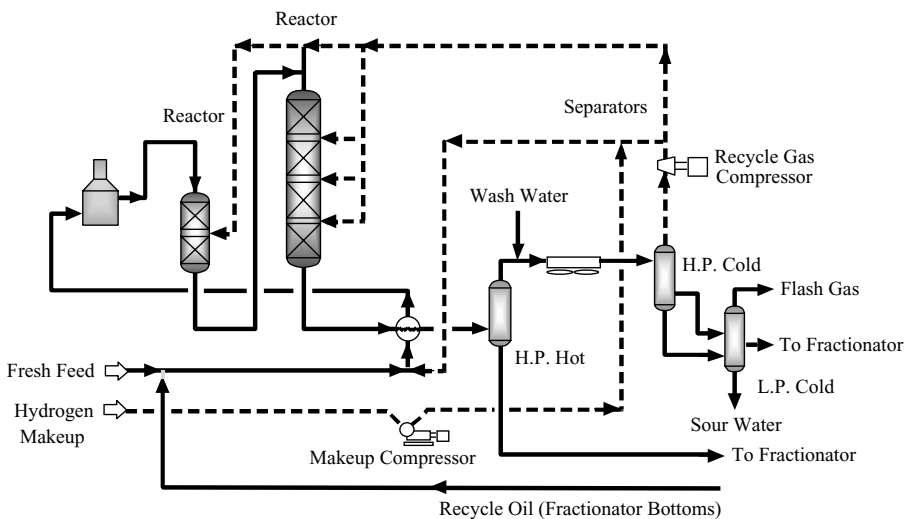 Reactor
Reactor
Separators
Recycle Gas
Compressor
Wash Water
H.P. Cold
Flash Gas
To Fractionator
H.P. Hot
L.P. Cold
Fresh Feed
Hydrogen
Makeup
Sour Water
Makeup Compressor
To Fractionator
Recycle Oil (Fractionator Bottoms)